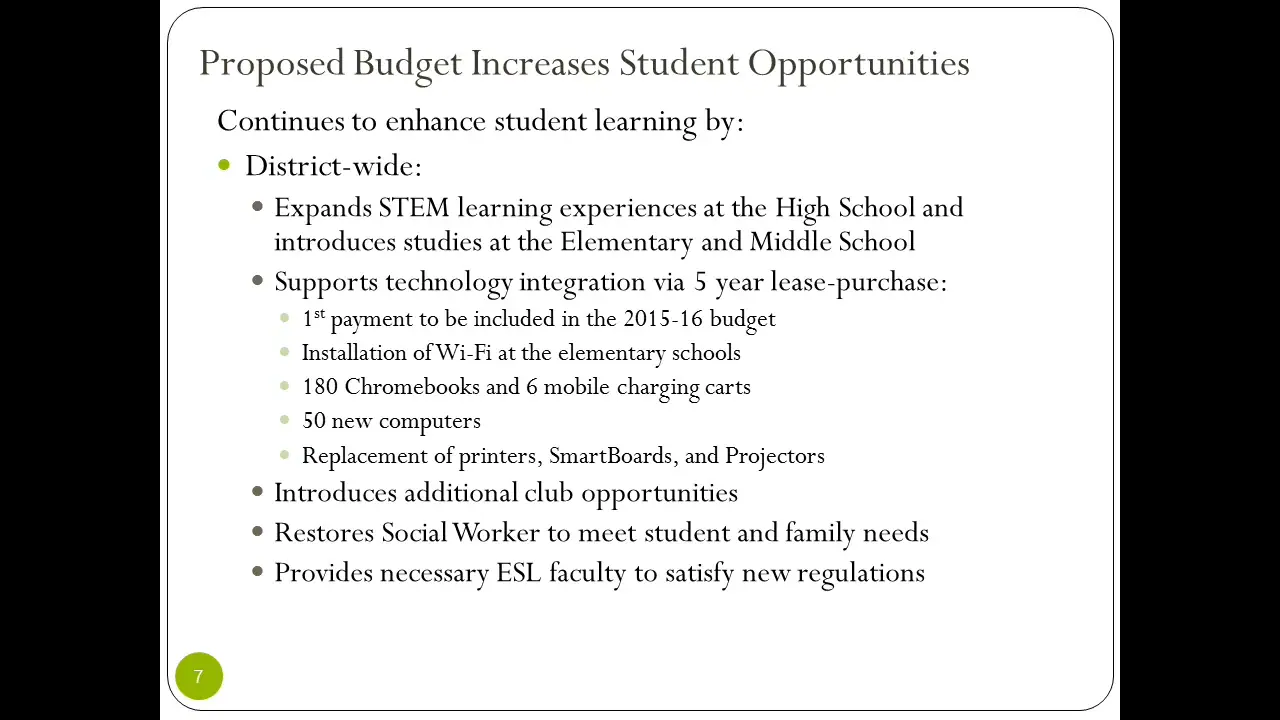 Proposed Budget Increases Student Opportunities
Continues to enhance student learning by:
• District-wide:
• Expands STEM learning experiences at the High School and
introduces studies at the Elementary and Middle School
• Supports technology integration via 5 year lease-purchase:
• 1st payment to be included in the 2015-16 budget
• Installation of Wi-Fi at the elementary schools
• 180 Chromebooks and 6 mobile charging carts
• 50 new computers
• Replacement of printers, SmartBoards, and Projectors
• Introduces additional club opportunities
• Restores Social Worker to meet student and family needs
• Provides necessary ESL faculty to satisfy new regulations
7